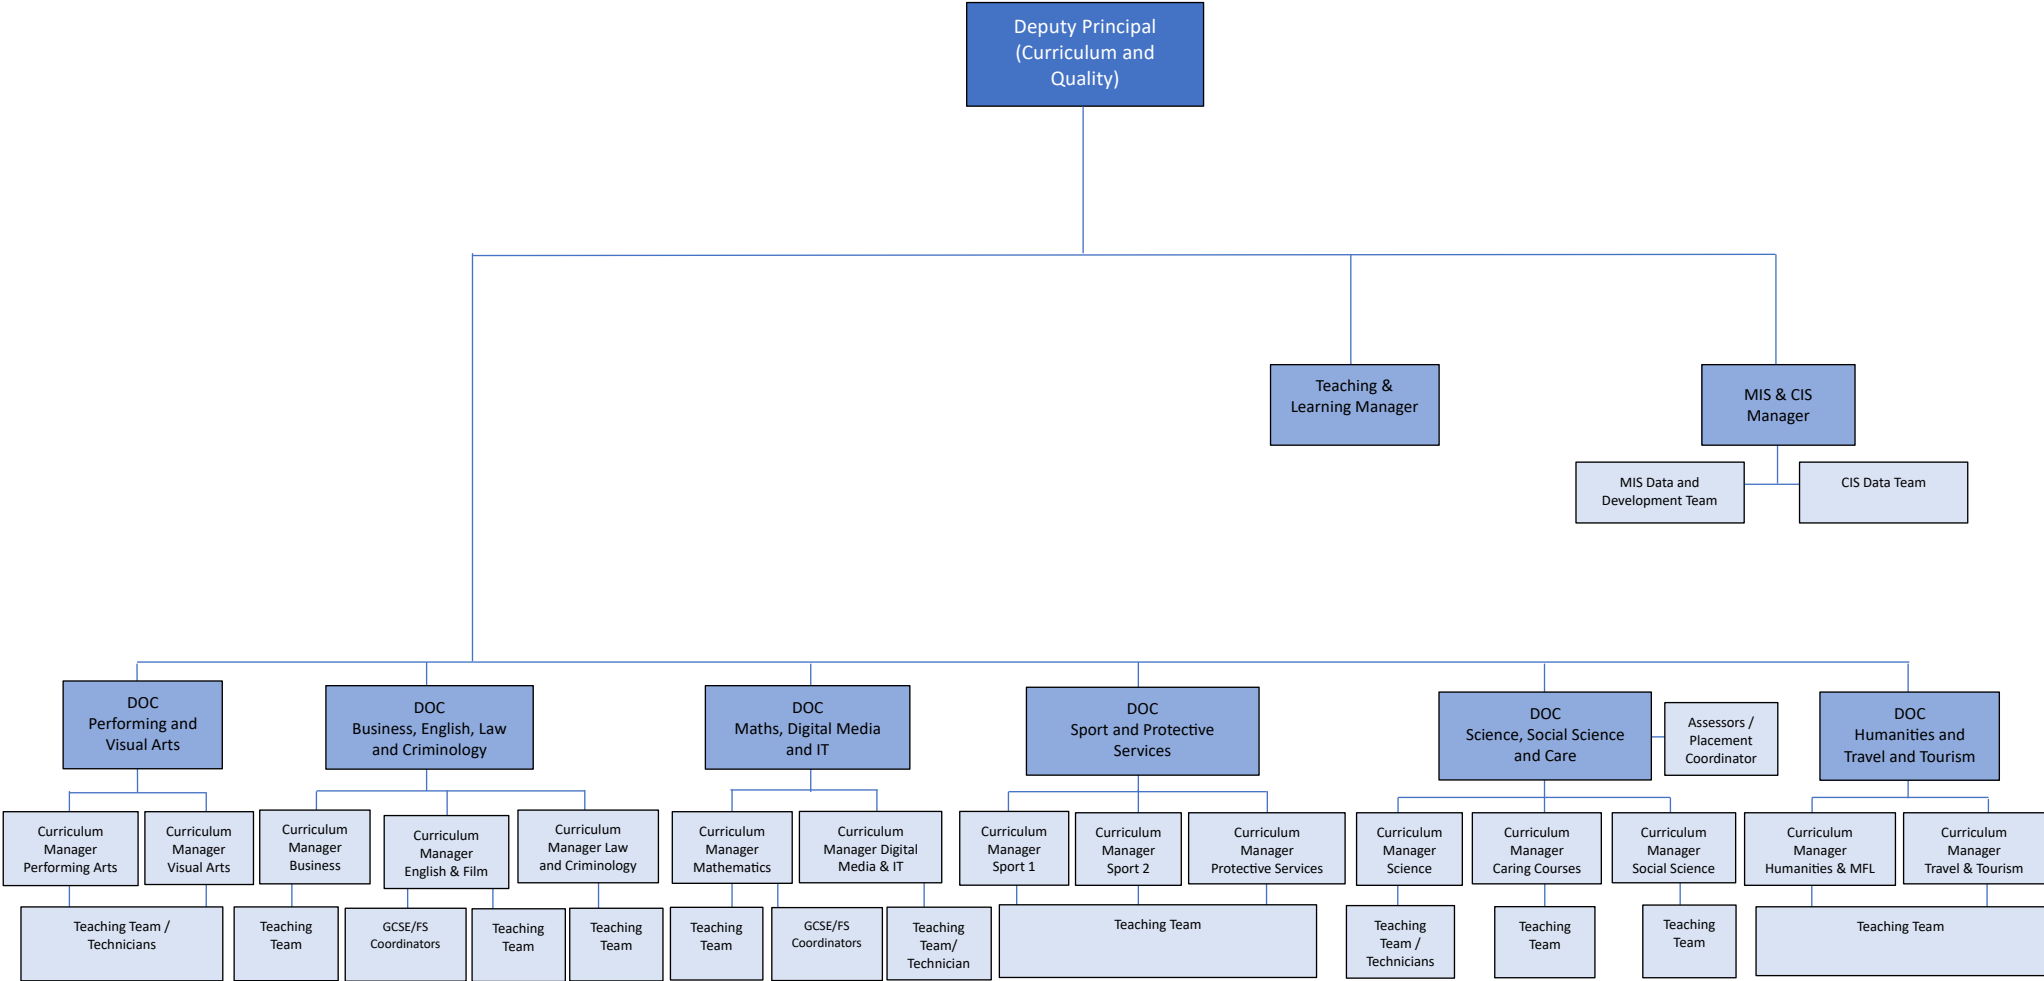 Deputy Principal
(Curriculum and
Quality)
Teaching &
Learning Manager
MIS & CIS
Manager
MIS Data and
Development Team
CIS Data Team
DOC
Performing and
Visual Arts
DOC
Business, English, Law
and Criminology
DOC
Maths, Digital Media
and IT
DOC
Sport and Protective
Services
DOC
Science, Social Science
and Care
Assessors /
Placement
Coordinator
DOC
Humanities and
Travel and Tourism
Curriculum
Manager
Performing Arts
Curriculum
Manager
Visual Arts
Curriculum
Manager
Business
Curriculum
Manager
English & Film
Curriculum
Manager Law
and Criminology
Curriculum
Manager
Mathematics
Curriculum
Manager Digital
Media & IT
Curriculum
Manager
Sport 1
Curriculum
Manager
Sport 2
Curriculum
Manager
Protective Services
Curriculum
Manager
Science
Curriculum
Manager
Caring Courses
Curriculum
Manager
Social Science
Curriculum
Manager
Humanities & MFL
Curriculum
Manager
Travel & Tourism
Teaching Team /
Technicians
Teaching
Team
GCSE/FS
Coordinators
Teaching
Team
Teaching
Team
Teaching
Team
GCSE/FS
Coordinators
Teaching
Team/
Technician
Teaching Team
Teaching
Team /
Technicians
Teaching
Team
Teaching
Team
Teaching Team